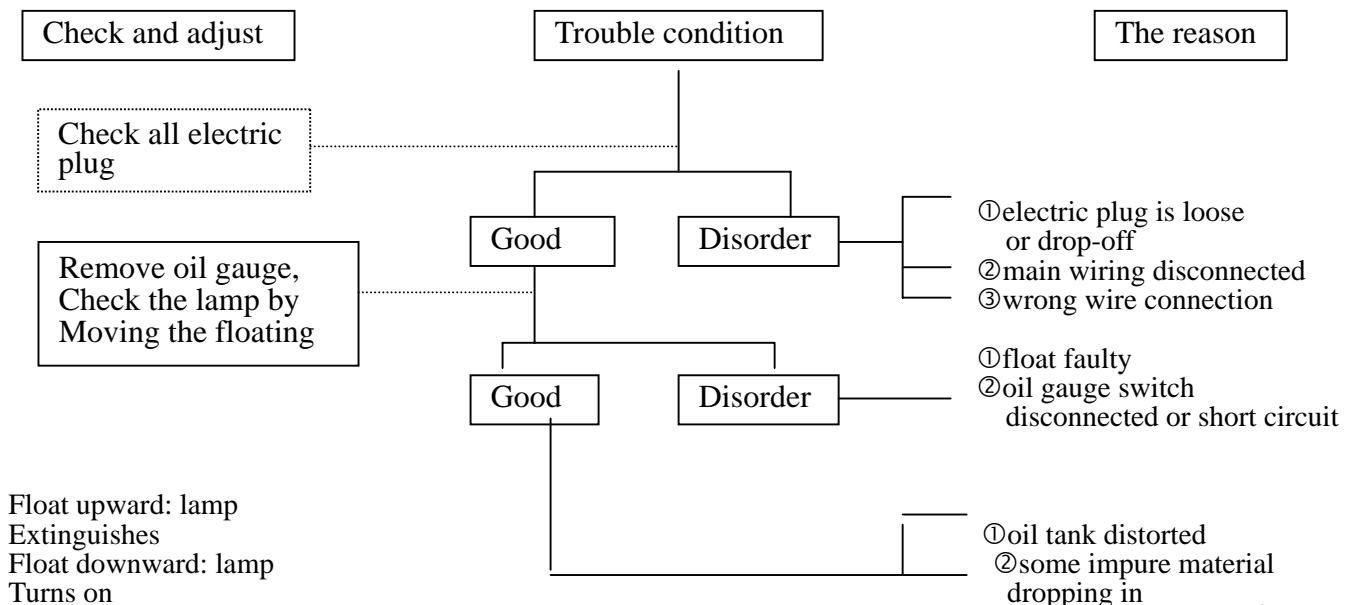 Check and adjust
Trouble condition
The reason
Check all electric
plug
Good
Disorder
①electric plug is loose
or drop-off
②main wiring disconnected
③wrong wire connection
Remove oil gauge,
Check the lamp by
Moving the floating
Good
Disorder
①float faulty
②oil gauge switch
disconnected or short circuit
Float upward: lamp
Extinguishes
Float downward: lamp
Turns on
①oil tank distorted
②some impure material
dropping in